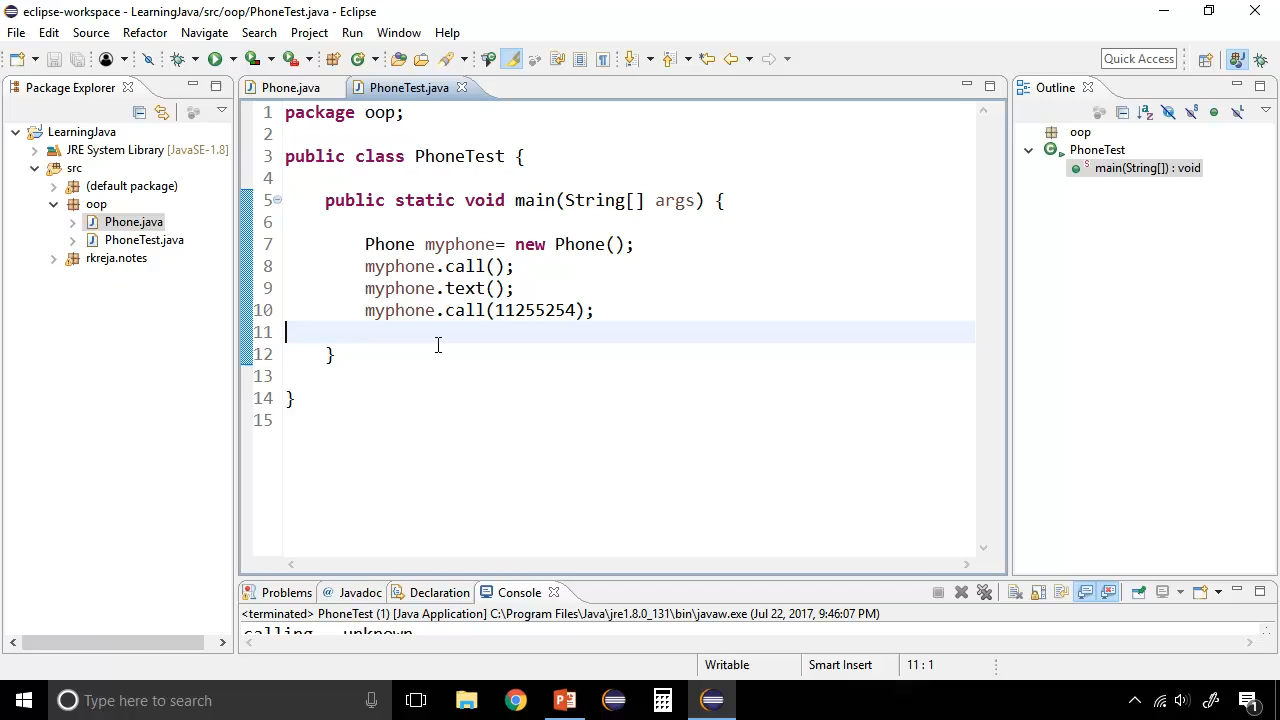 eclipse-workspace - LearningJava/src/oop/PhoneTest.java - Eclipse
File Edit Source Refactor Navigate Search Project Run Window Help
Quick Access
Package Explorer
LearningJava
JRE System Library [JavaSE-1.8]
src
(default package)
oop
Phone.java
PhoneTest.java
rkreja.notes
Phone.java PhoneTest.java
1 package oop;
2
3 public class PhoneTest {
4
5 public static void main(String[] args) {
6
7 Phone myphone= new Phone();
8 myphone.call();
9 myphone.text();
10 myphone.call(11255254);
11
12 }
13
14 }
15
Outline
oop
PhoneTest
main(String[]) : void
Problems @ Javadoc Declaration Console
<terminated> PhoneTest (1) [Java Application] C:\Program Files\Java\jre1.8.0_131\bin\javaw.exe (Jul 22, 2017, 9:46:07 PM)
Writable Smart Insert 11 : 1
Type here to search
1